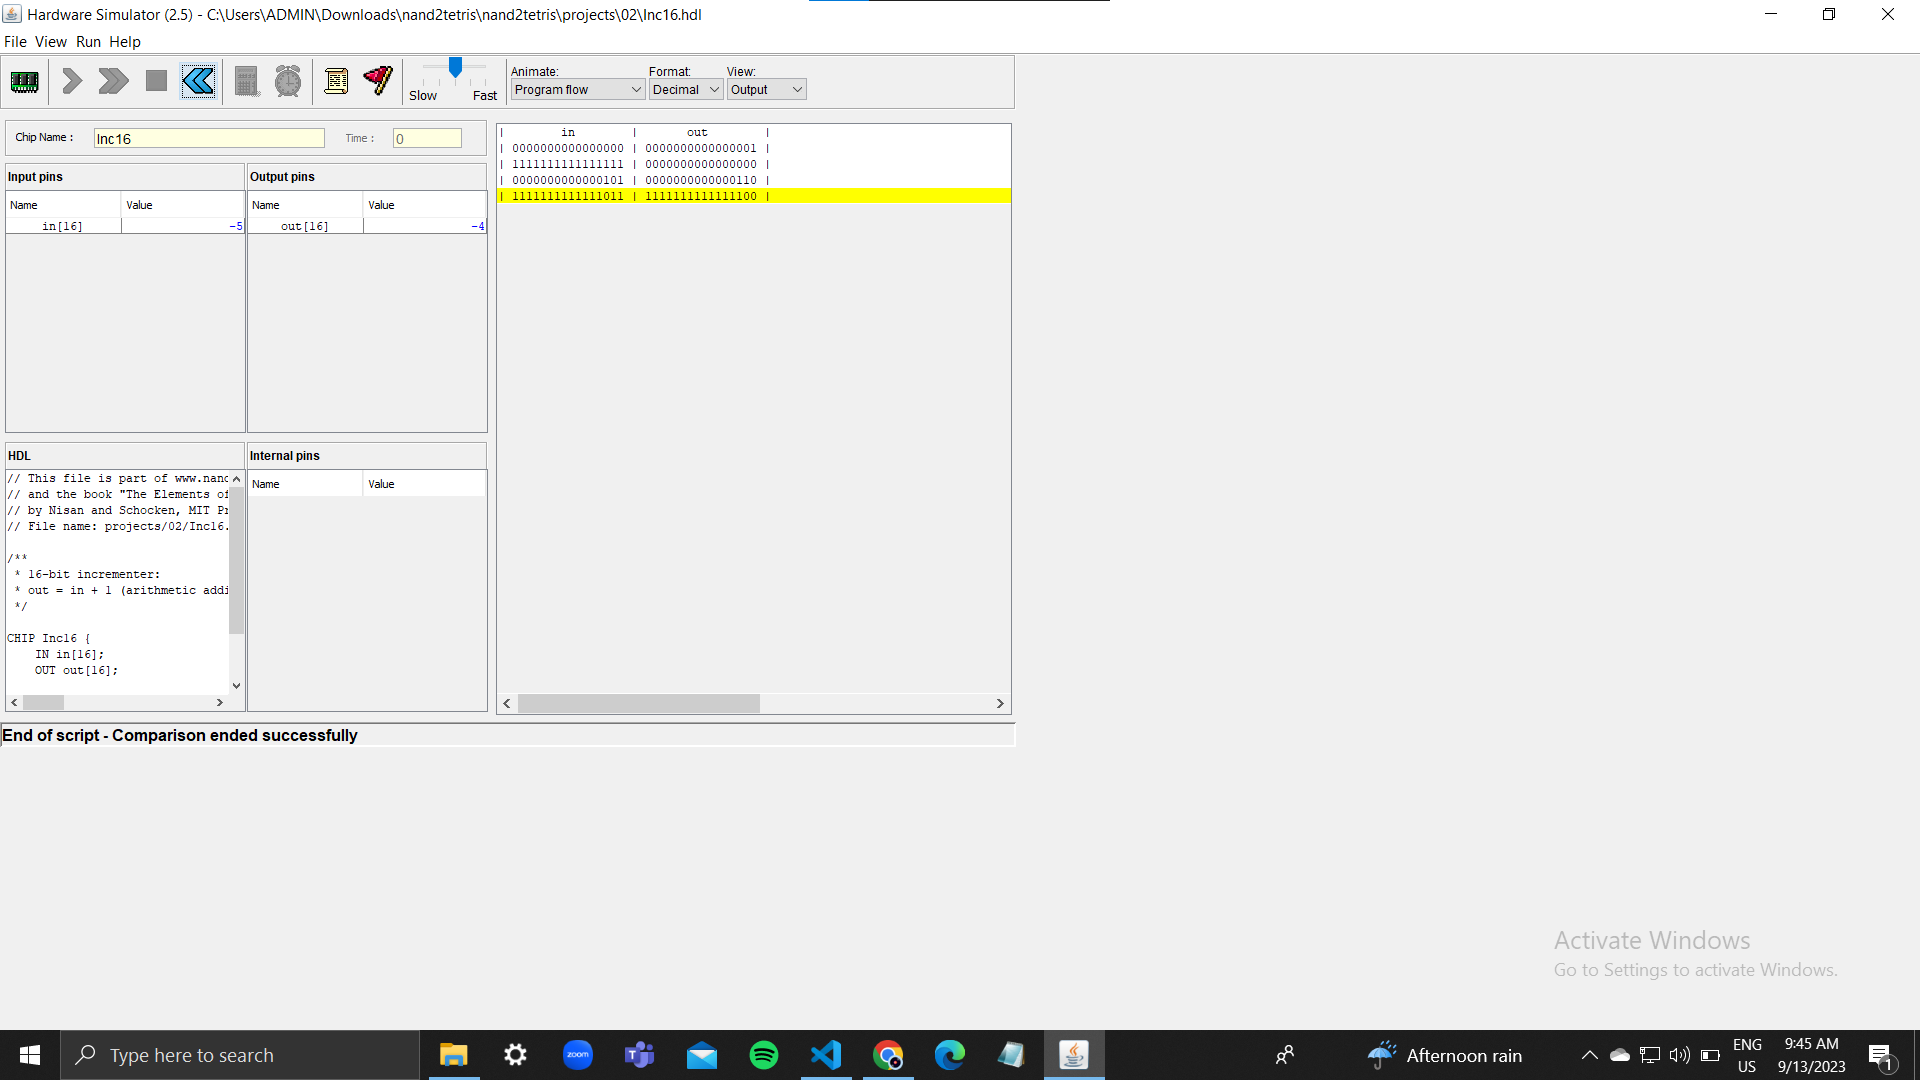 Hardware Simulator (2.5) - C:\Users\ADMIN\Downloads\nand2tetris\nand2tetris\projects\02\Inc16.hdl
File View Run Help
Slow Fast
Animate: Format: View:
Program flow Decimal Output
Chip Name : Inc16 Time : 0
Input pins Output pins
Name Value Name Value
in[16] -5 out[16] -4
| in | out |
| 0000000000000000 | 0000000000000001 |
| 1111111111111111 | 0000000000000000 |
| 0000000000000101 | 0000000000000110 |
| 1111111111111011 | 1111111111111100 |
HDL Internal pins
Name Value
// This file is part of www.nand
// and the book "The Elements of
// by Nisan and Schocken, MIT Pr
// File name: projects/02/Inc16.
/**
* 16-bit incrementer:
* out = in + 1 (arithmetic addi
*/
CHIP Inc16 {
IN in[16];
OUT out[16];
End of script - Comparison ended successfully
Activate Windows
Go to Settings to activate Windows.
Type here to search
zoom
Afternoon rain
ENG
US
9:45 AM
9/13/2023
1